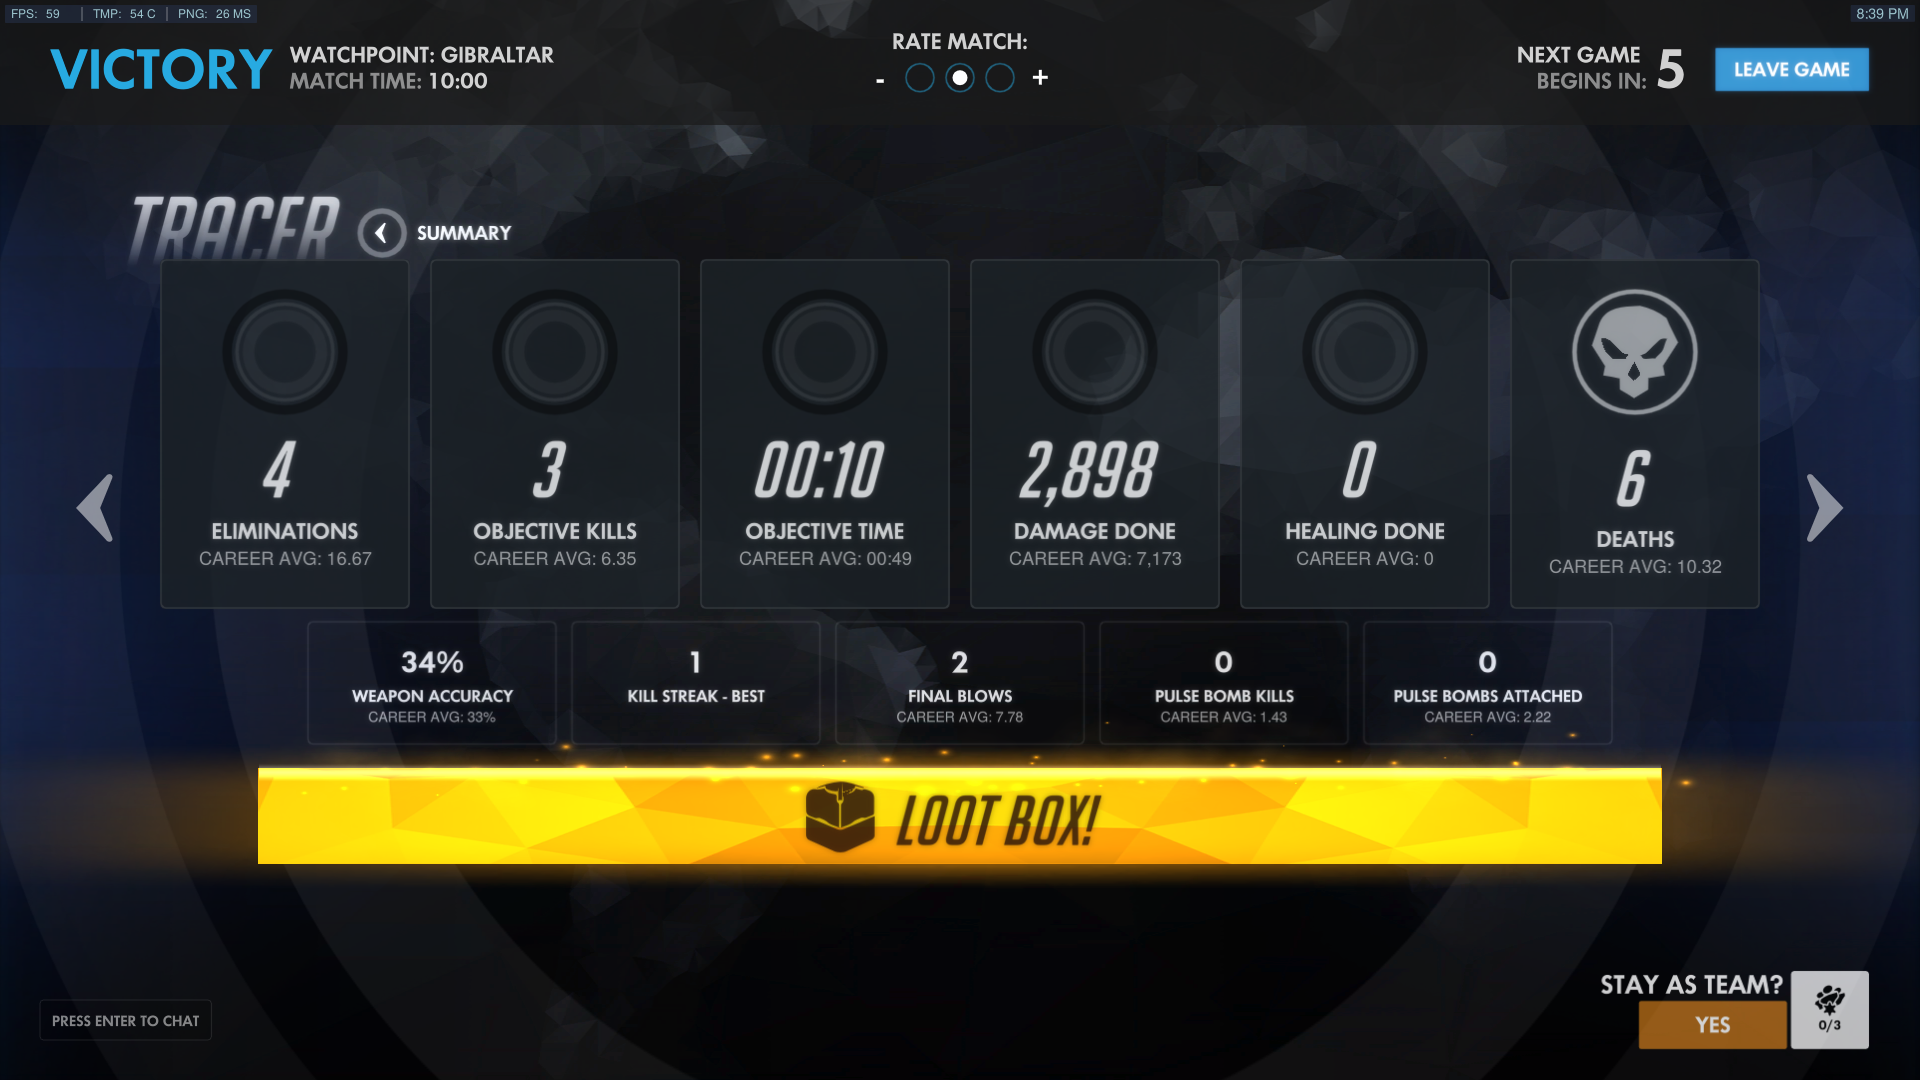 FPS: 59 | TMP: 54 C | PNG: 26 MS
8:39 PM
VICTORY
WATCHPOINT: GIBRALTAR
MATCH TIME: 10:00
RATE MATCH:
- +
NEXT GAME
BEGINS IN: 5
LEAVE GAME
TRACER
SUMMARY
4
ELIMINATIONS
CAREER AVG: 16.67
3
OBJECTIVE KILLS
CAREER AVG: 6.35
00:10
OBJECTIVE TIME
CAREER AVG: 00:49
2,898
DAMAGE DONE
CAREER AVG: 7,173
0
HEALING DONE
CAREER AVG: 0
6
DEATHS
CAREER AVG: 10.32
34%
WEAPON ACCURACY
CAREER AVG: 33%
1
KILL STREAK - BEST
2
FINAL BLOWS
CAREER AVG: 7.78
0
PULSE BOMB KILLS
CAREER AVG: 1.43
0
PULSE BOMBS ATTACHED
CAREER AVG: 2.22
LOOT BOX!
STAY AS TEAM?
YES
0/3
PRESS ENTER TO CHAT